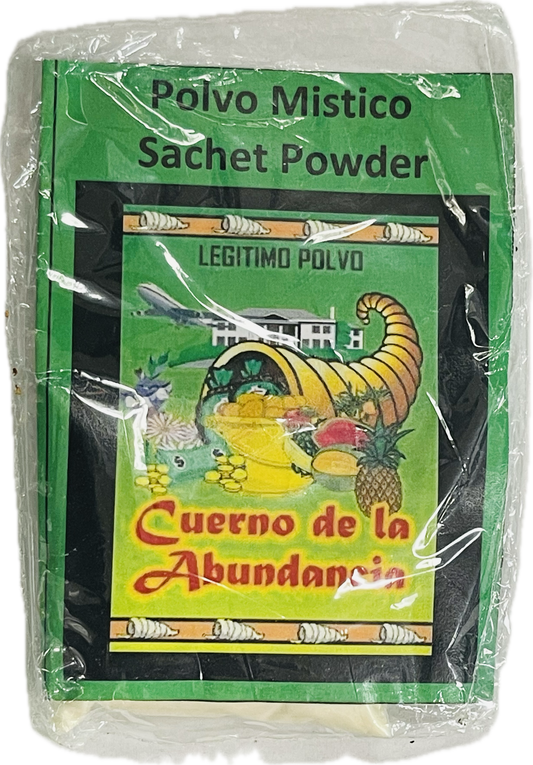 Polvo Mistico
Sachet Powder
LEGITIMO POLVO
Cuerno de la
Abundancia